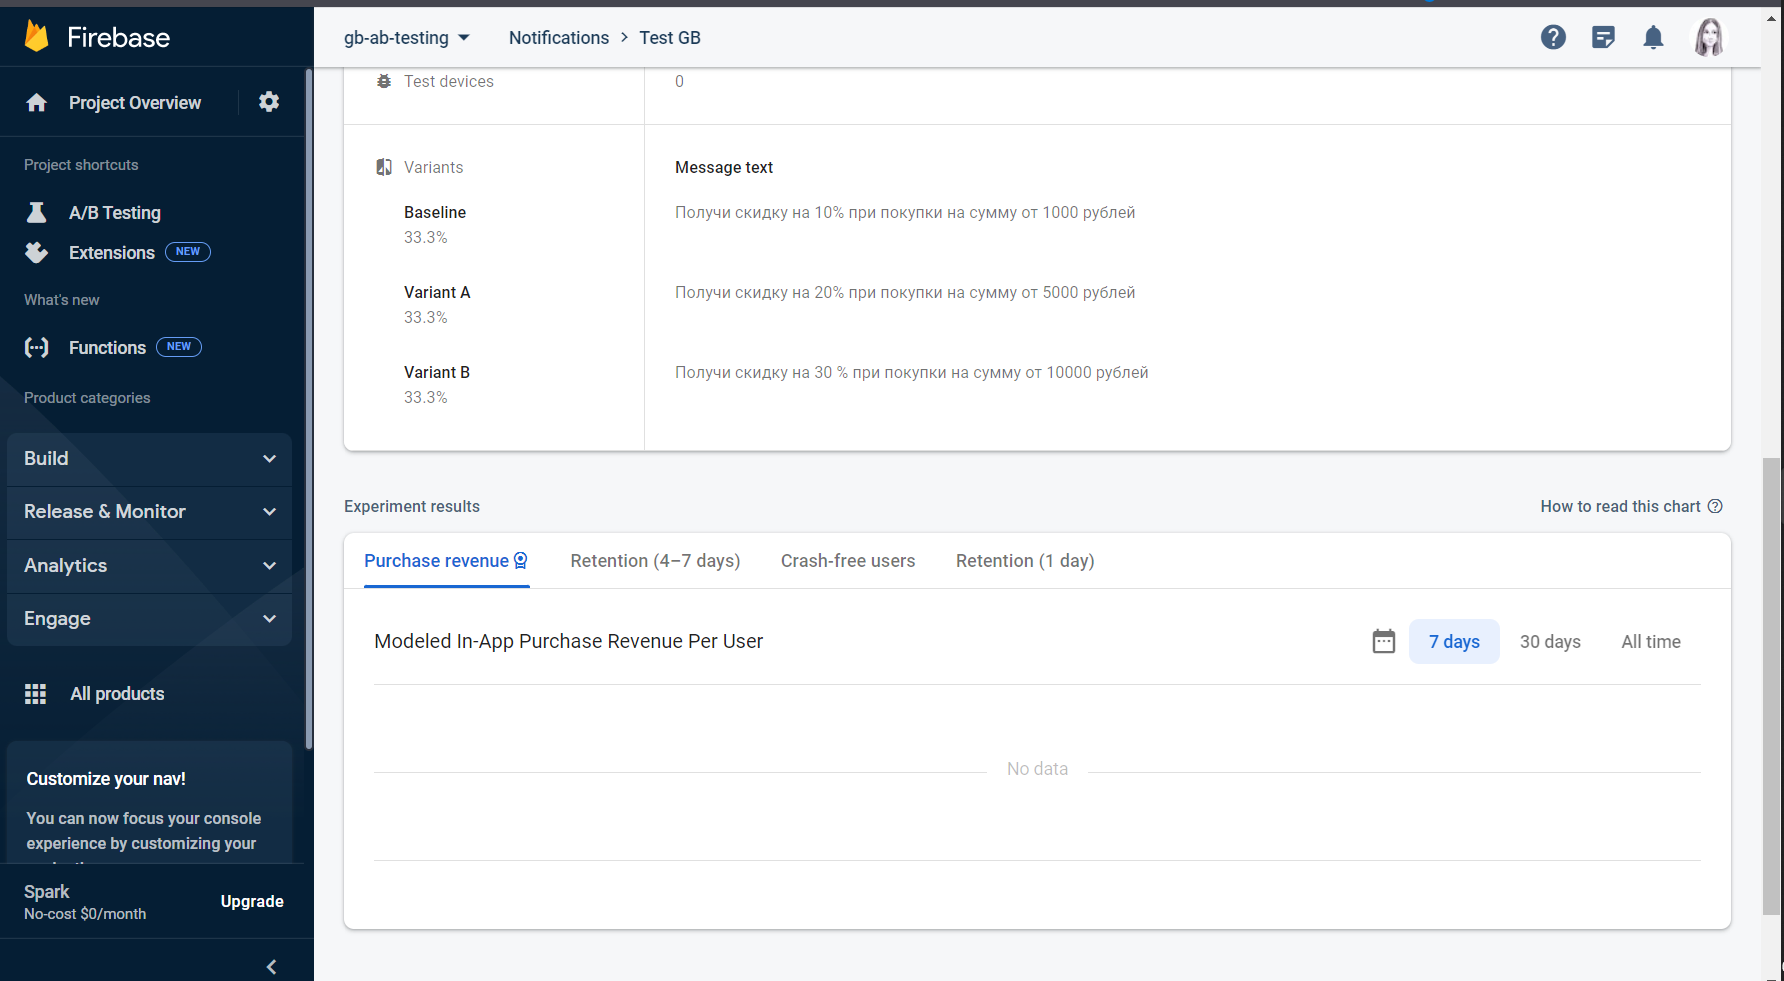 Firebase
Project Overview
Project shortcuts
A/B Testing
Extensions NEW
What's new
Functions NEW
Product categories
Build
Release & Monitor
Analytics
Engage
All products
Customize your nav!
You can now focus your console
experience by customizing your
Spark
No-cost $0/month
Upgrade
gb-ab-testing
Notifications > Test GB
Test devices
0
Variants
Message text
Baseline
33.3%
Получи скидку на 10% при покупки на сумму от 1000 рублей
Variant A
33.3%
Получи скидку на 20% при покупки на сумму от 5000 рублей
Variant B
33.3%
Получи скидку на 30 % при покупки на сумму от 10000 рублей
Experiment results
How to read this chart
Purchase revenue
Retention (4–7 days)
Crash-free users
Retention (1 day)
Modeled In-App Purchase Revenue Per User
7 days
30 days
All time
No data